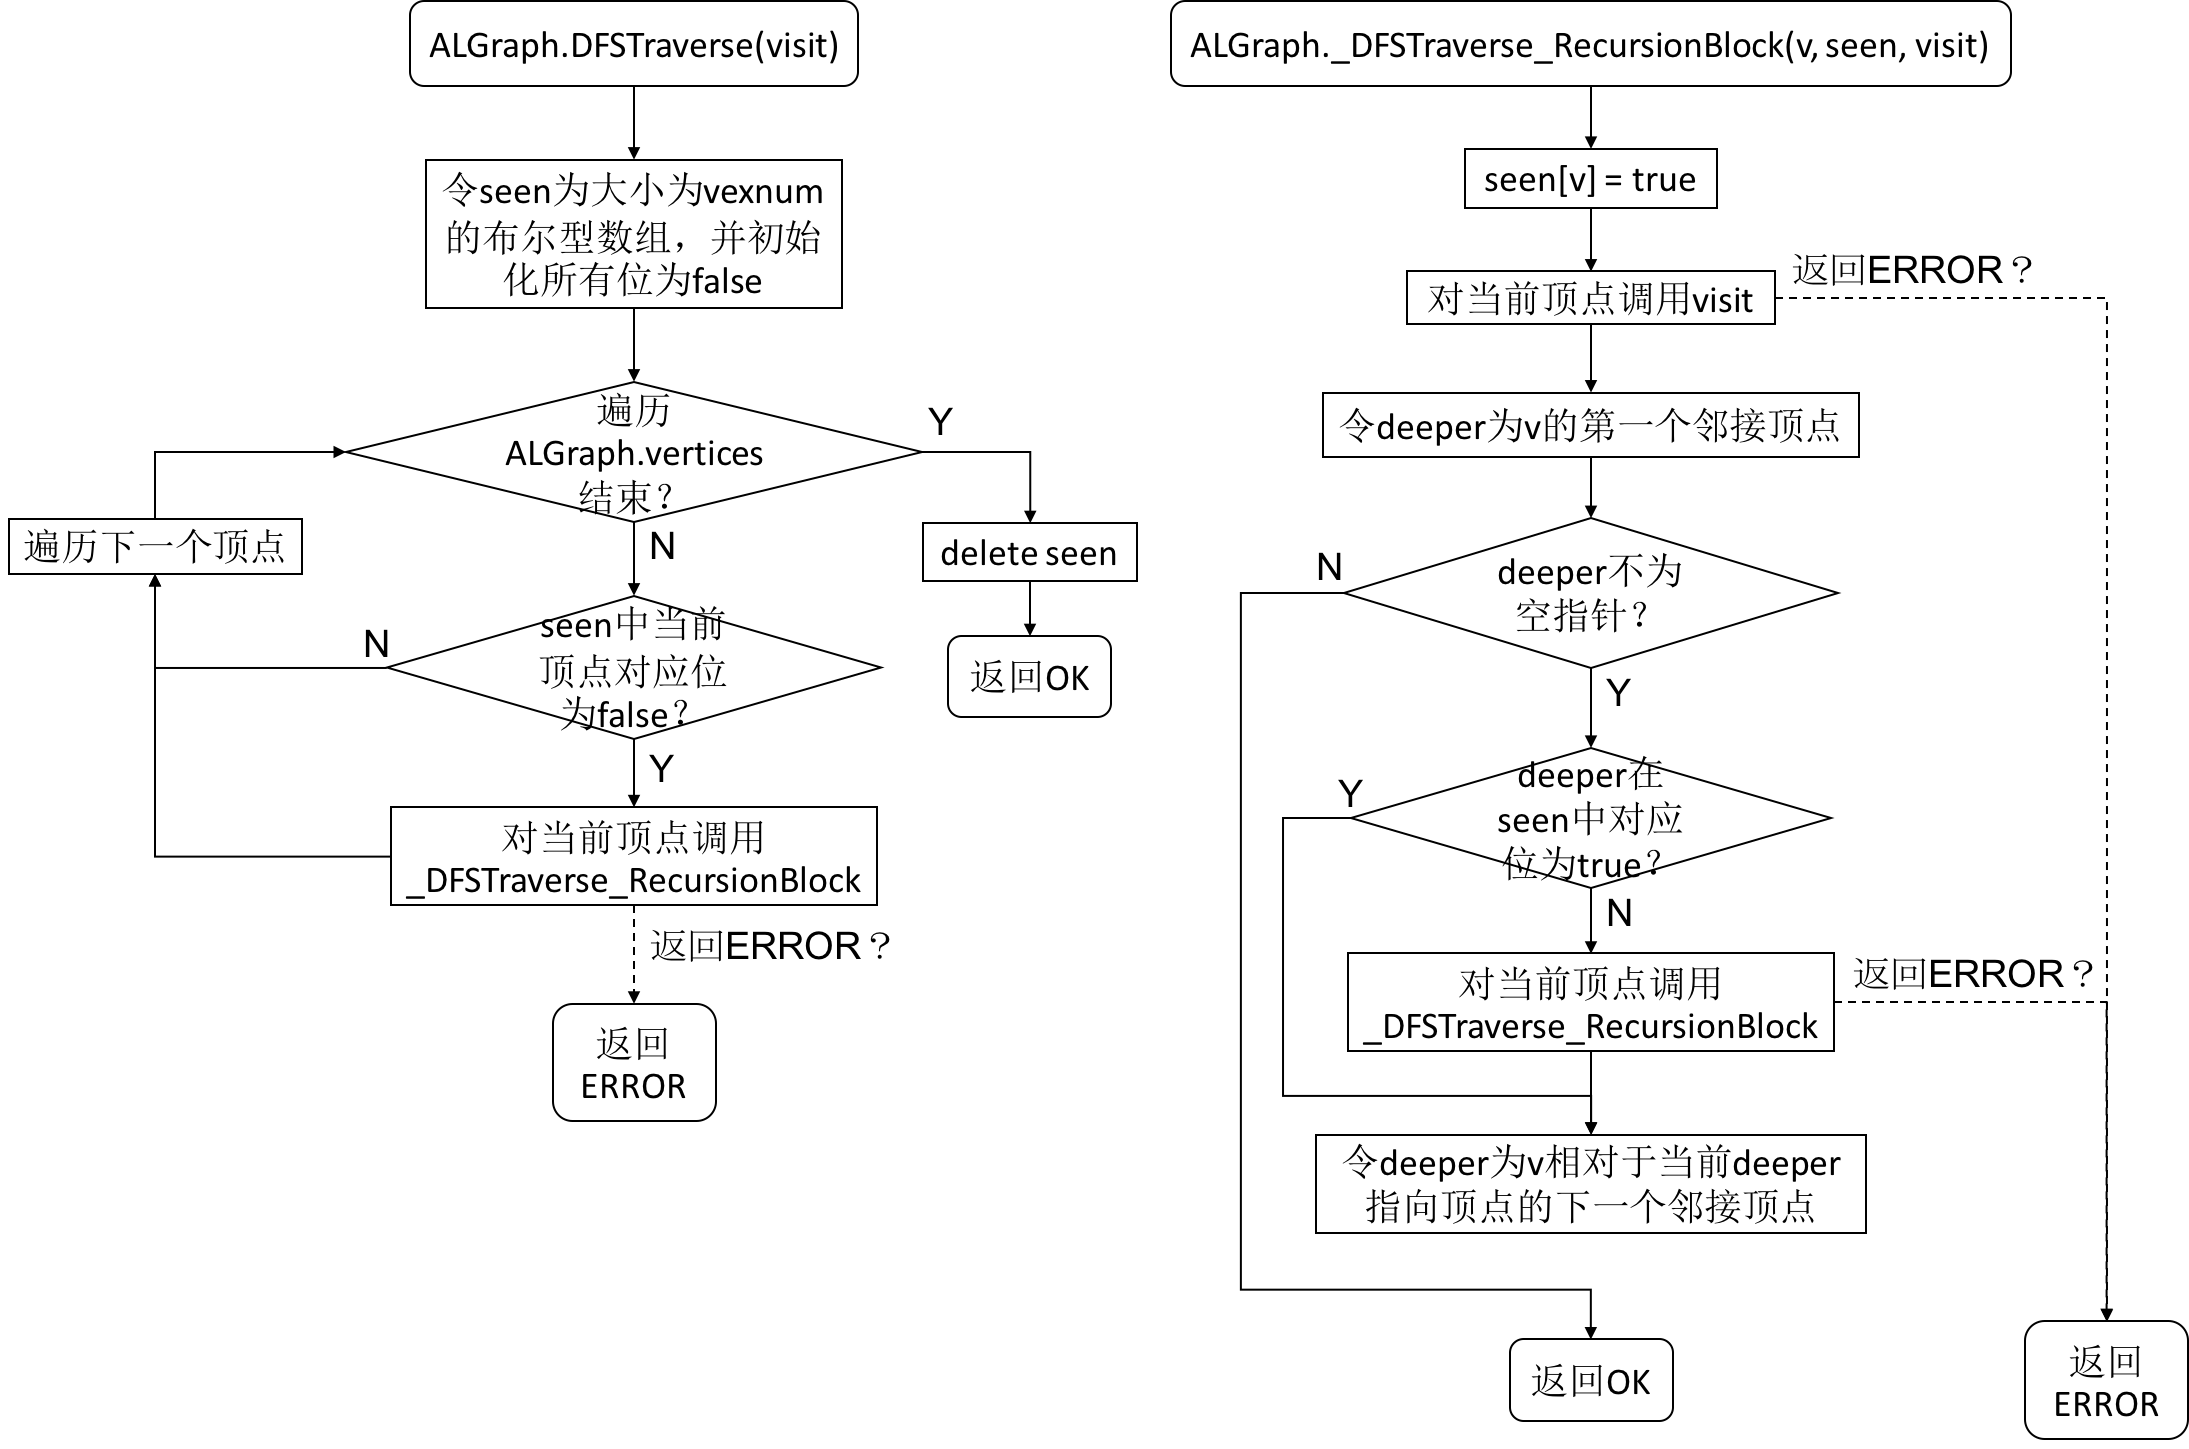 ALGraph.DFSTraverse(visit)
令seen为大小为vexnum
的布尔型数组，并初始
化所有位为false
遍历
ALGraph.vertices
结束？
Y
N
遍历下一个顶点
delete seen
返回OK
seen中当前
顶点对应位
为false？
N
Y
对当前顶点调用
_DFSTraverse_RecursionBlock
返回ERROR？
返回
ERROR
ALGraph._DFSTraverse_RecursionBlock(v, seen, visit)
seen[v] = true
对当前顶点调用visit
返回ERROR？
令deeper为v的第一个邻接顶点
deeper不为
空指针？
N
Y
deeper在
seen中对应
位为true？
Y
N
对当前顶点调用
_DFSTraverse_RecursionBlock
返回ERROR？
令deeper为v相对于当前deeper
指向顶点的下一个邻接顶点
返回OK
返回
ERROR